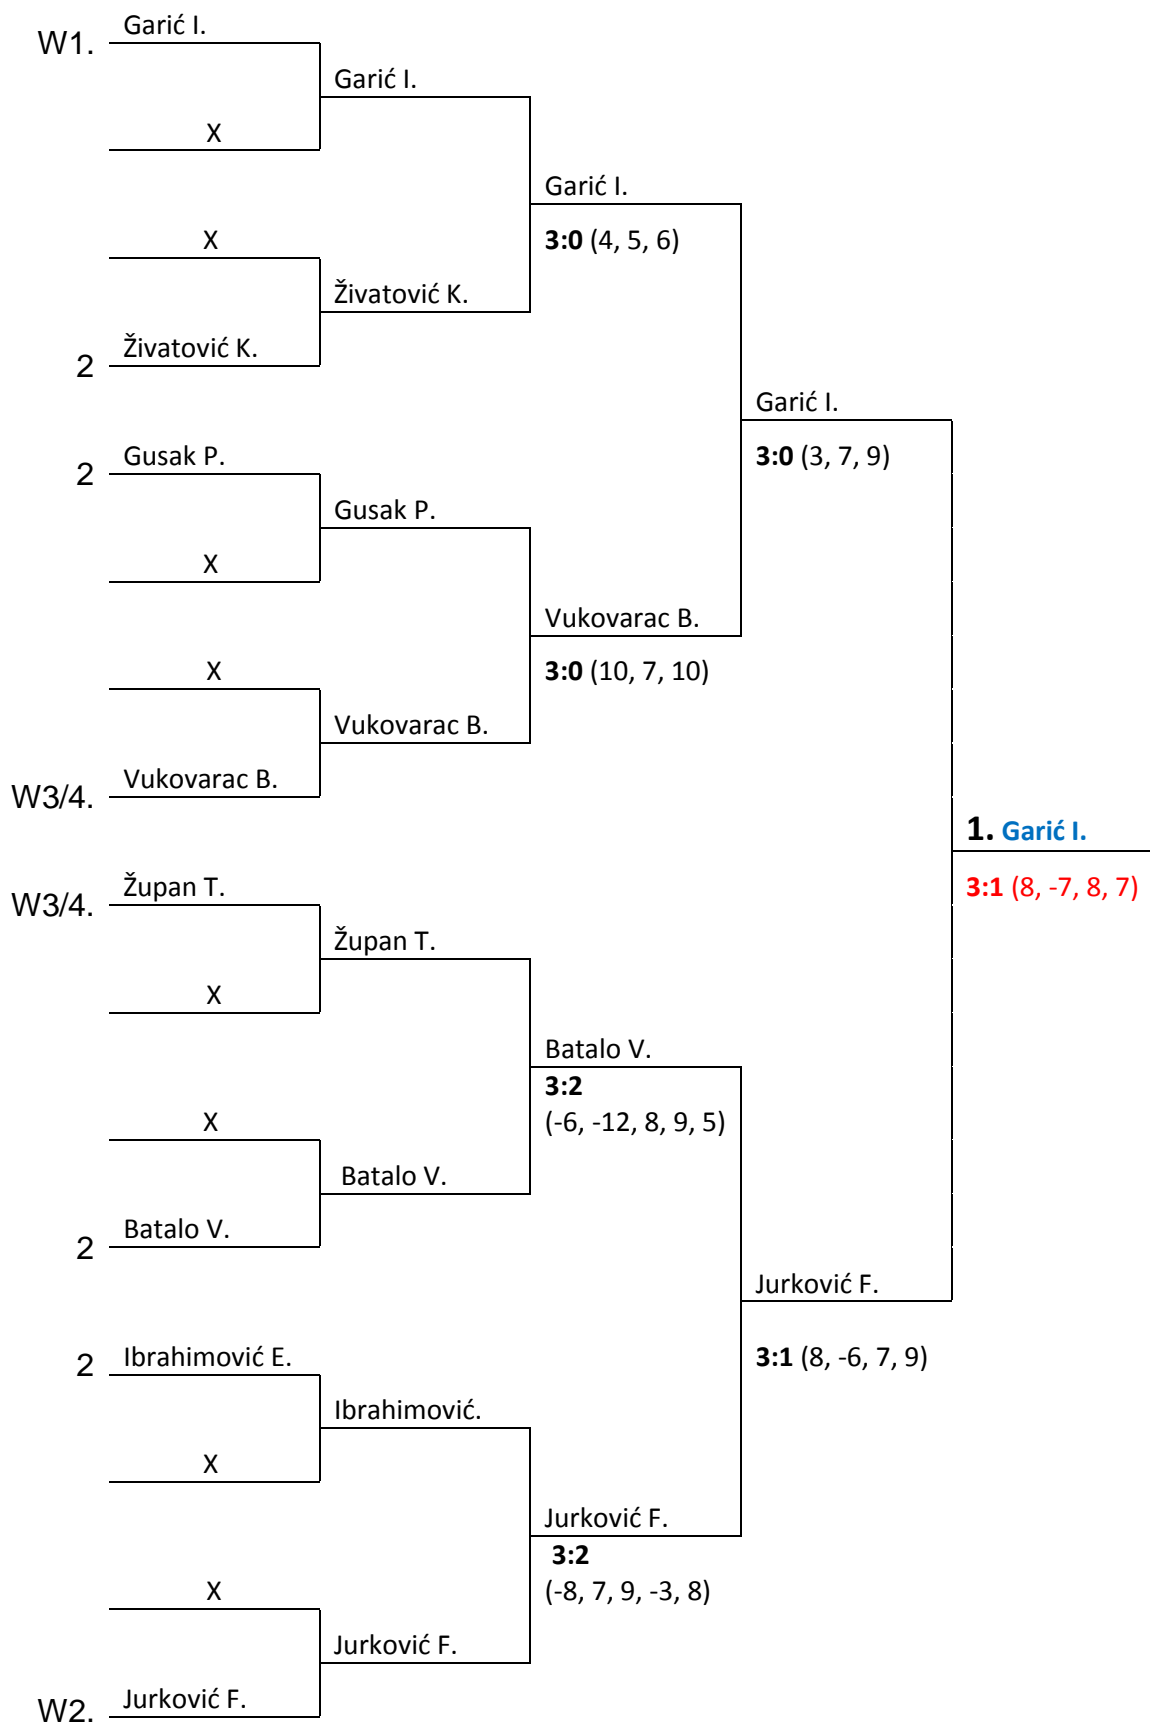 W1.
Garić I.
Garić I.
X
Garić I.
X
3:0 (4, 5, 6)
Živatović K.
2
Živatović K.
Garić I.
2
Gusak P.
3:0 (3, 7, 9)
Gusak P.
X
Vukovarac B.
X
3:0 (10, 7, 10)
Vukovarac B.
W3/4.
Vukovarac B.
1. Garić I.
W3/4.
Župan T.
3:1 (8, -7, 8, 7)
Župan T.
X
Batalo V.
3:2
X
(-6, -12, 8, 9, 5)
Batalo V.
2
Batalo V.
Jurković F.
2
Ibrahimović E.
3:1 (8, -6, 7, 9)
Ibrahimović.
X
Jurković F.
3:2
X
(-8, 7, 9, -3, 8)
Jurković F.
W2.
Jurković F.